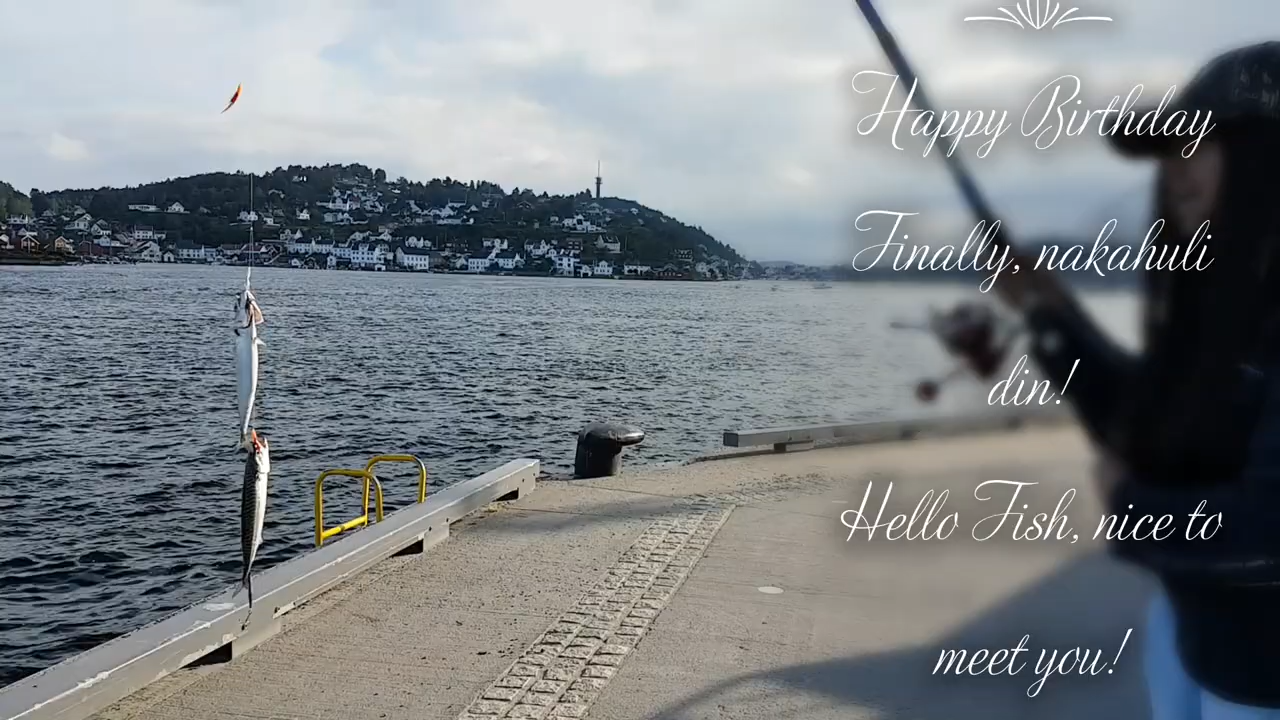 Happy Birthday
Finally, nakahuli
din!
Hello Fish, nice to
meet you!